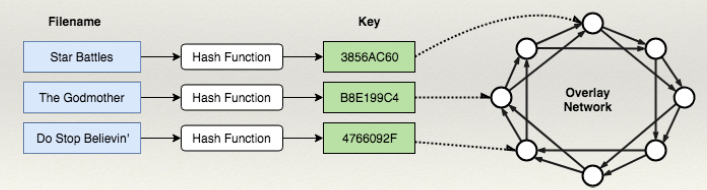 Filename
Key
Star Battles
Hash Function
3856AC60
The Godmother
Hash Function
B8E199C4
Do Stop Believin'
Hash Function
4766092F
Overlay
Network